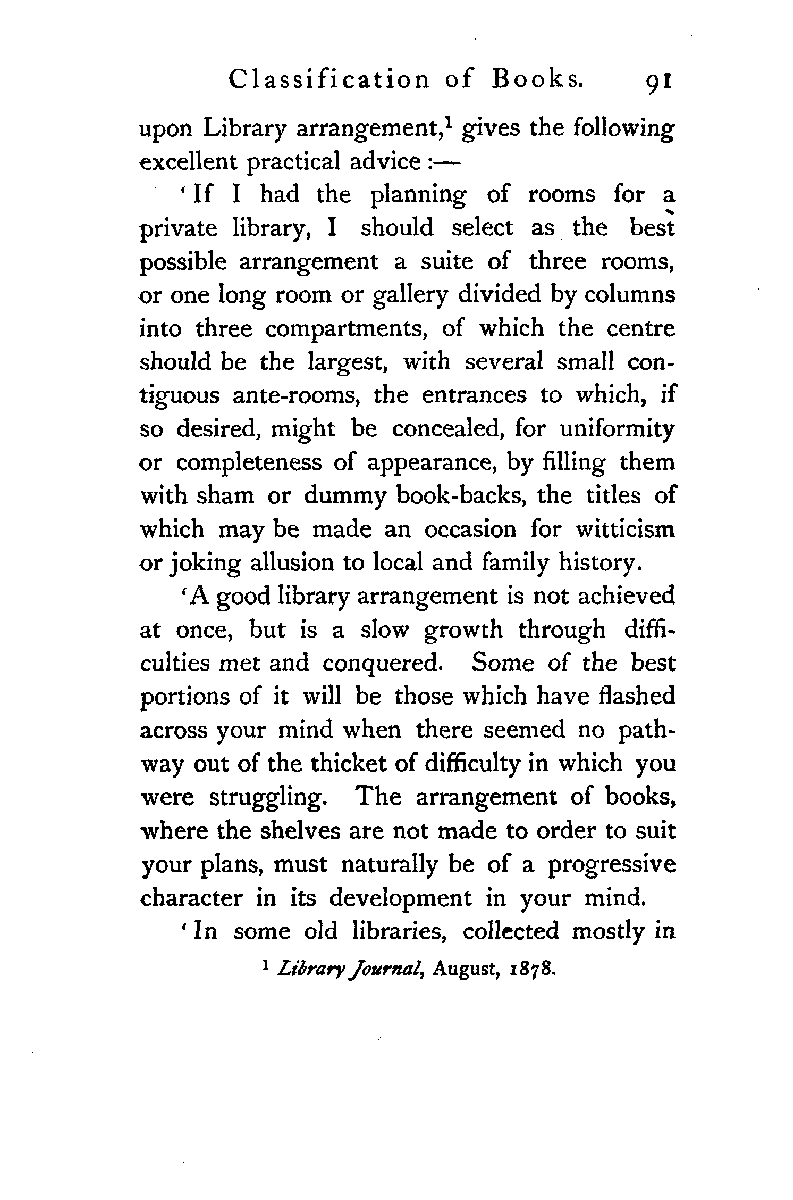 Classification of Books. 91
upon Library arrangement,¹ gives the following
excellent practical advice :—
‘If I had the planning of rooms for a
private library, I should select as the best
possible arrangement a suite of three rooms,
or one long room or gallery divided by columns
into three compartments, of which the centre
should be the largest, with several small con-
tiguous ante-rooms, the entrances to which, if
so desired, might be concealed, for uniformity
or completeness of appearance, by filling them
with sham or dummy book-backs, the titles of
which may be made an occasion for witticism
or joking allusion to local and family history.
‘A good library arrangement is not achieved
at once, but is a slow growth through diffi-
culties met and conquered. Some of the best
portions of it will be those which have flashed
across your mind when there seemed no path-
way out of the thicket of difficulty in which you
were struggling. The arrangement of books,
where the shelves are not made to order to suit
your plans, must naturally be of a progressive
character in its development in your mind.
‘In some old libraries, collected mostly in
¹ Library Journal, August, 1878.